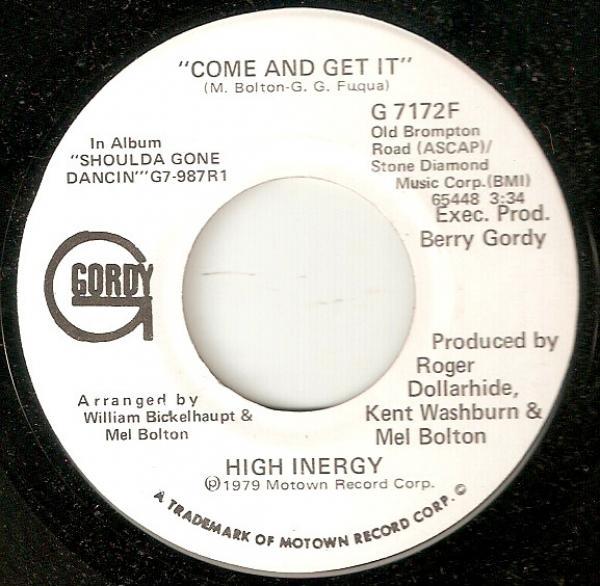 "COME AND GET IT"
(M. Bolton-G. G. Fuqua)
G 7172F
Old Brompton
Road (ASCAP)/
Stone Diamond
Music Corp.(BMI)
65448 3:34
Exec. Prod.
Berry Gordy
In Album
"SHOULDA GONE
DANCIN'"G7-987R1
GORDY
Produced by
Roger
Dollarhide,
Kent Washburn &
Mel Bolton
Arranged by
William Bickelhaupt &
Mel Bolton
HIGH INERGY
℗1979 Motown Record Corp.
A TRADEMARK OF MOTOWN RECORD CORP.©